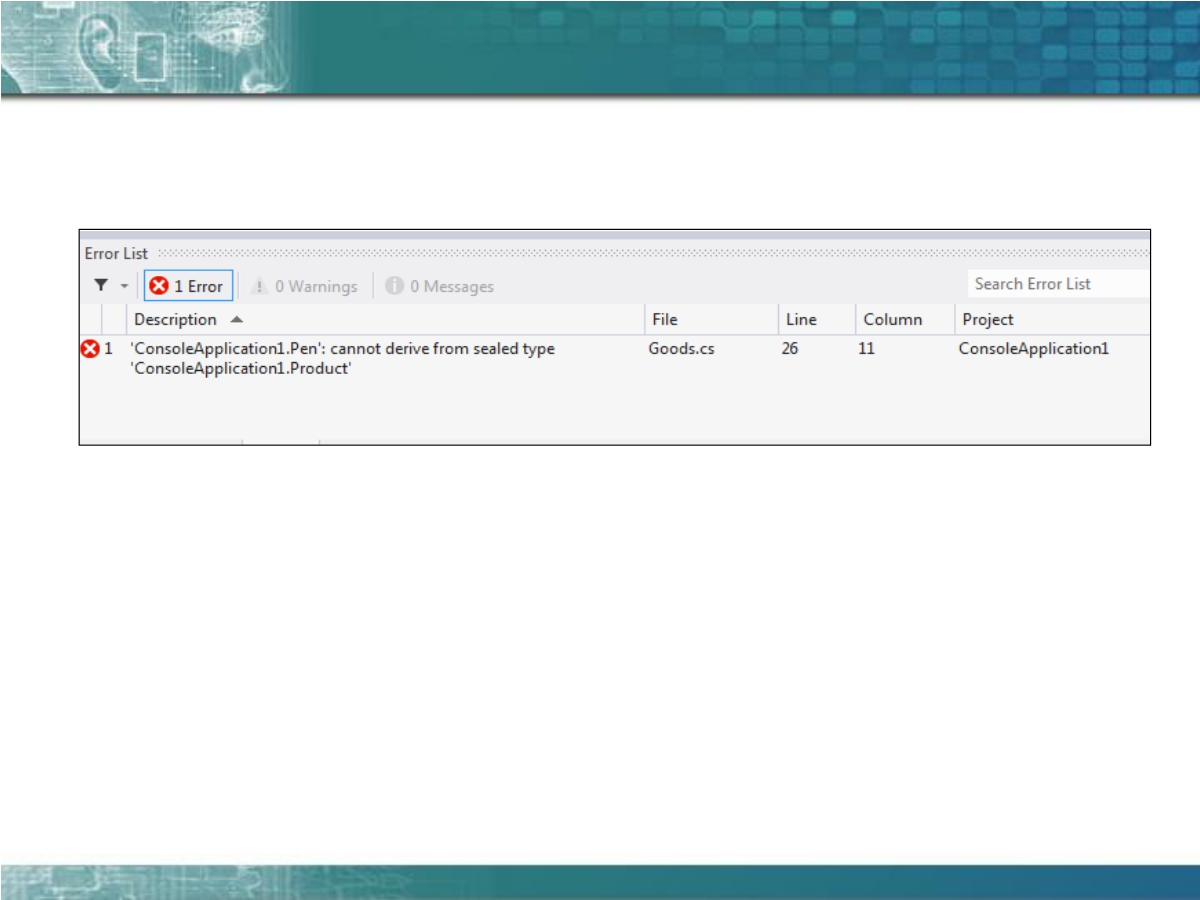 Error List
1 Error 0 Warnings 0 Messages Search Error List
Description File Line Column Project
1 'ConsoleApplication1.Pen': cannot derive from sealed type Goods.cs 26 11 ConsoleApplication1
'ConsoleApplication1.Product'